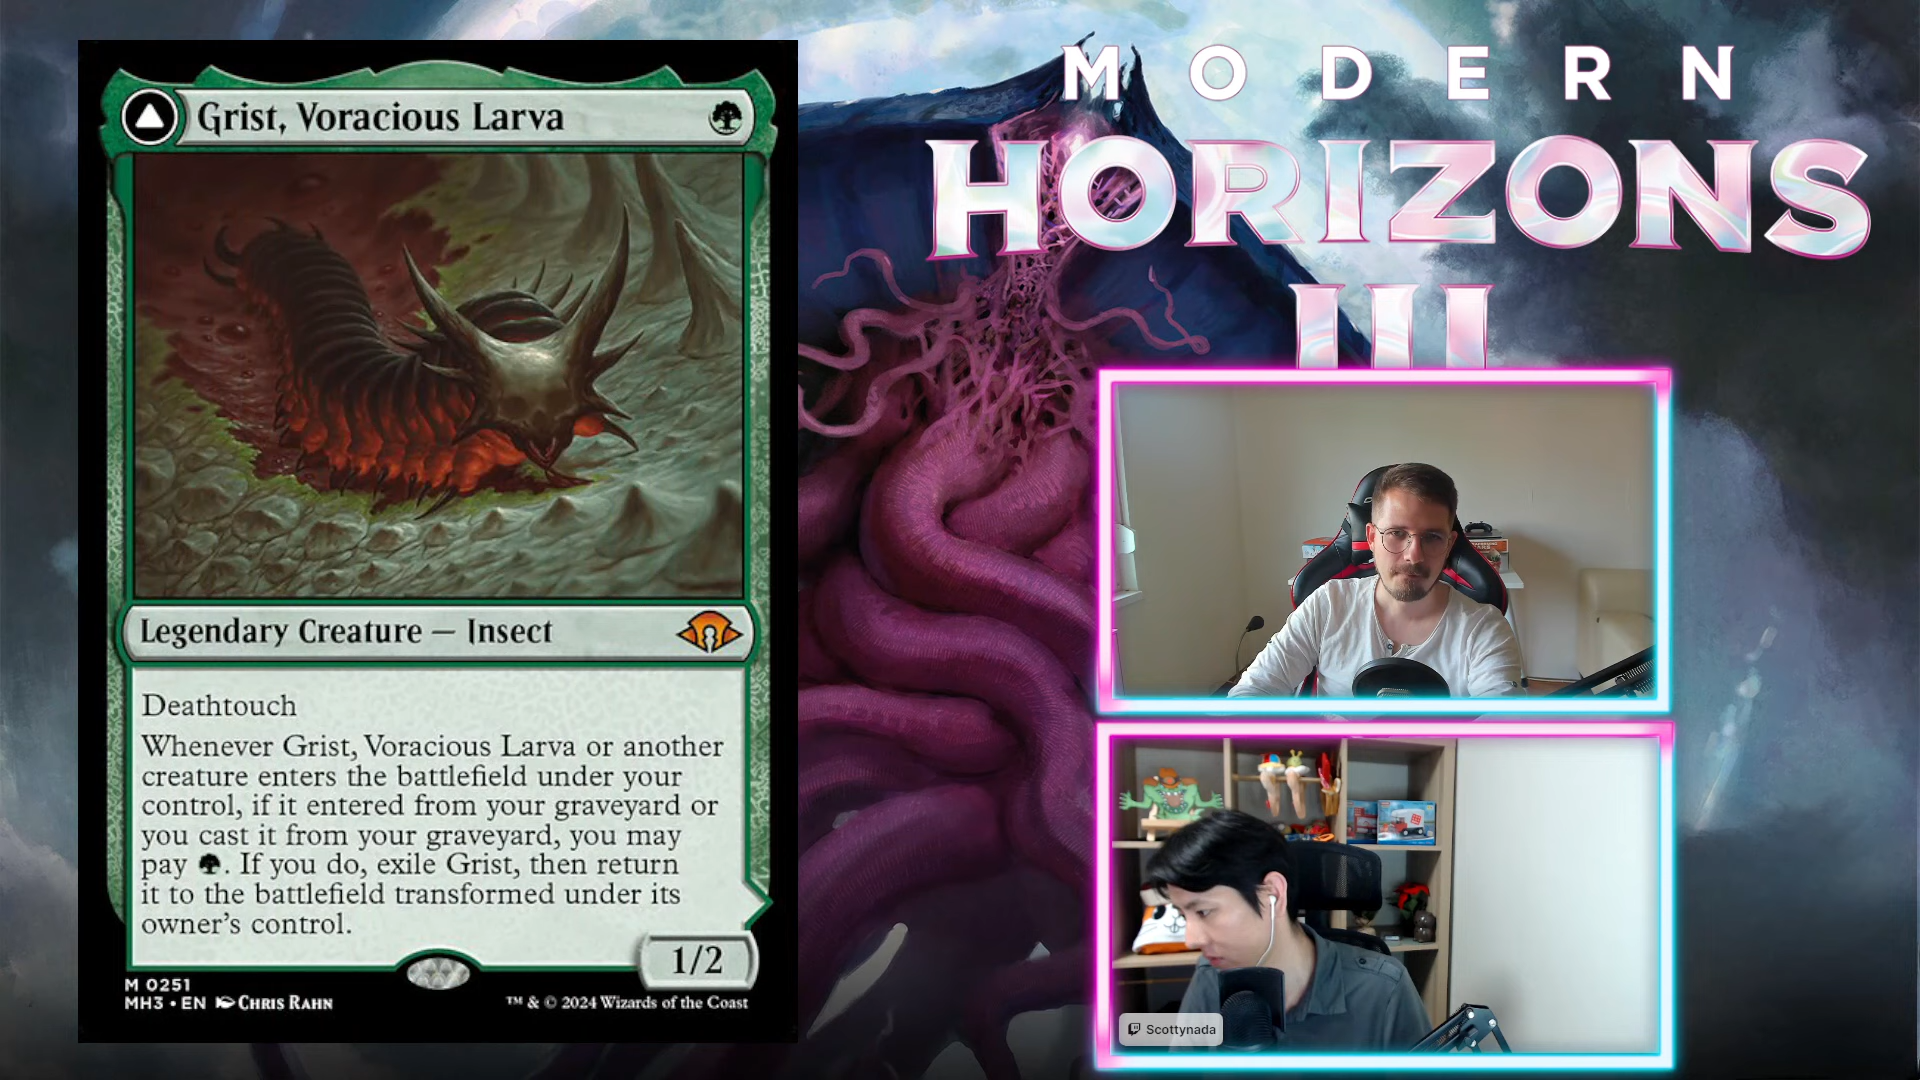 Grist, Voracious Larva
Legendary Creature — Insect
Deathtouch
Whenever Grist, Voracious Larva or another
creature enters the battlefield under your
control, if it entered from your graveyard or
you cast it from your graveyard, you may
pay . If you do, exile Grist, then return
it to the battlefield transformed under its
owner's control.
1/2
M 0251
MH3 • EN CHRIS RAHN
™ & © 2024 Wizards of the Coast
MODERN
HORIZONS
III
Scottynada